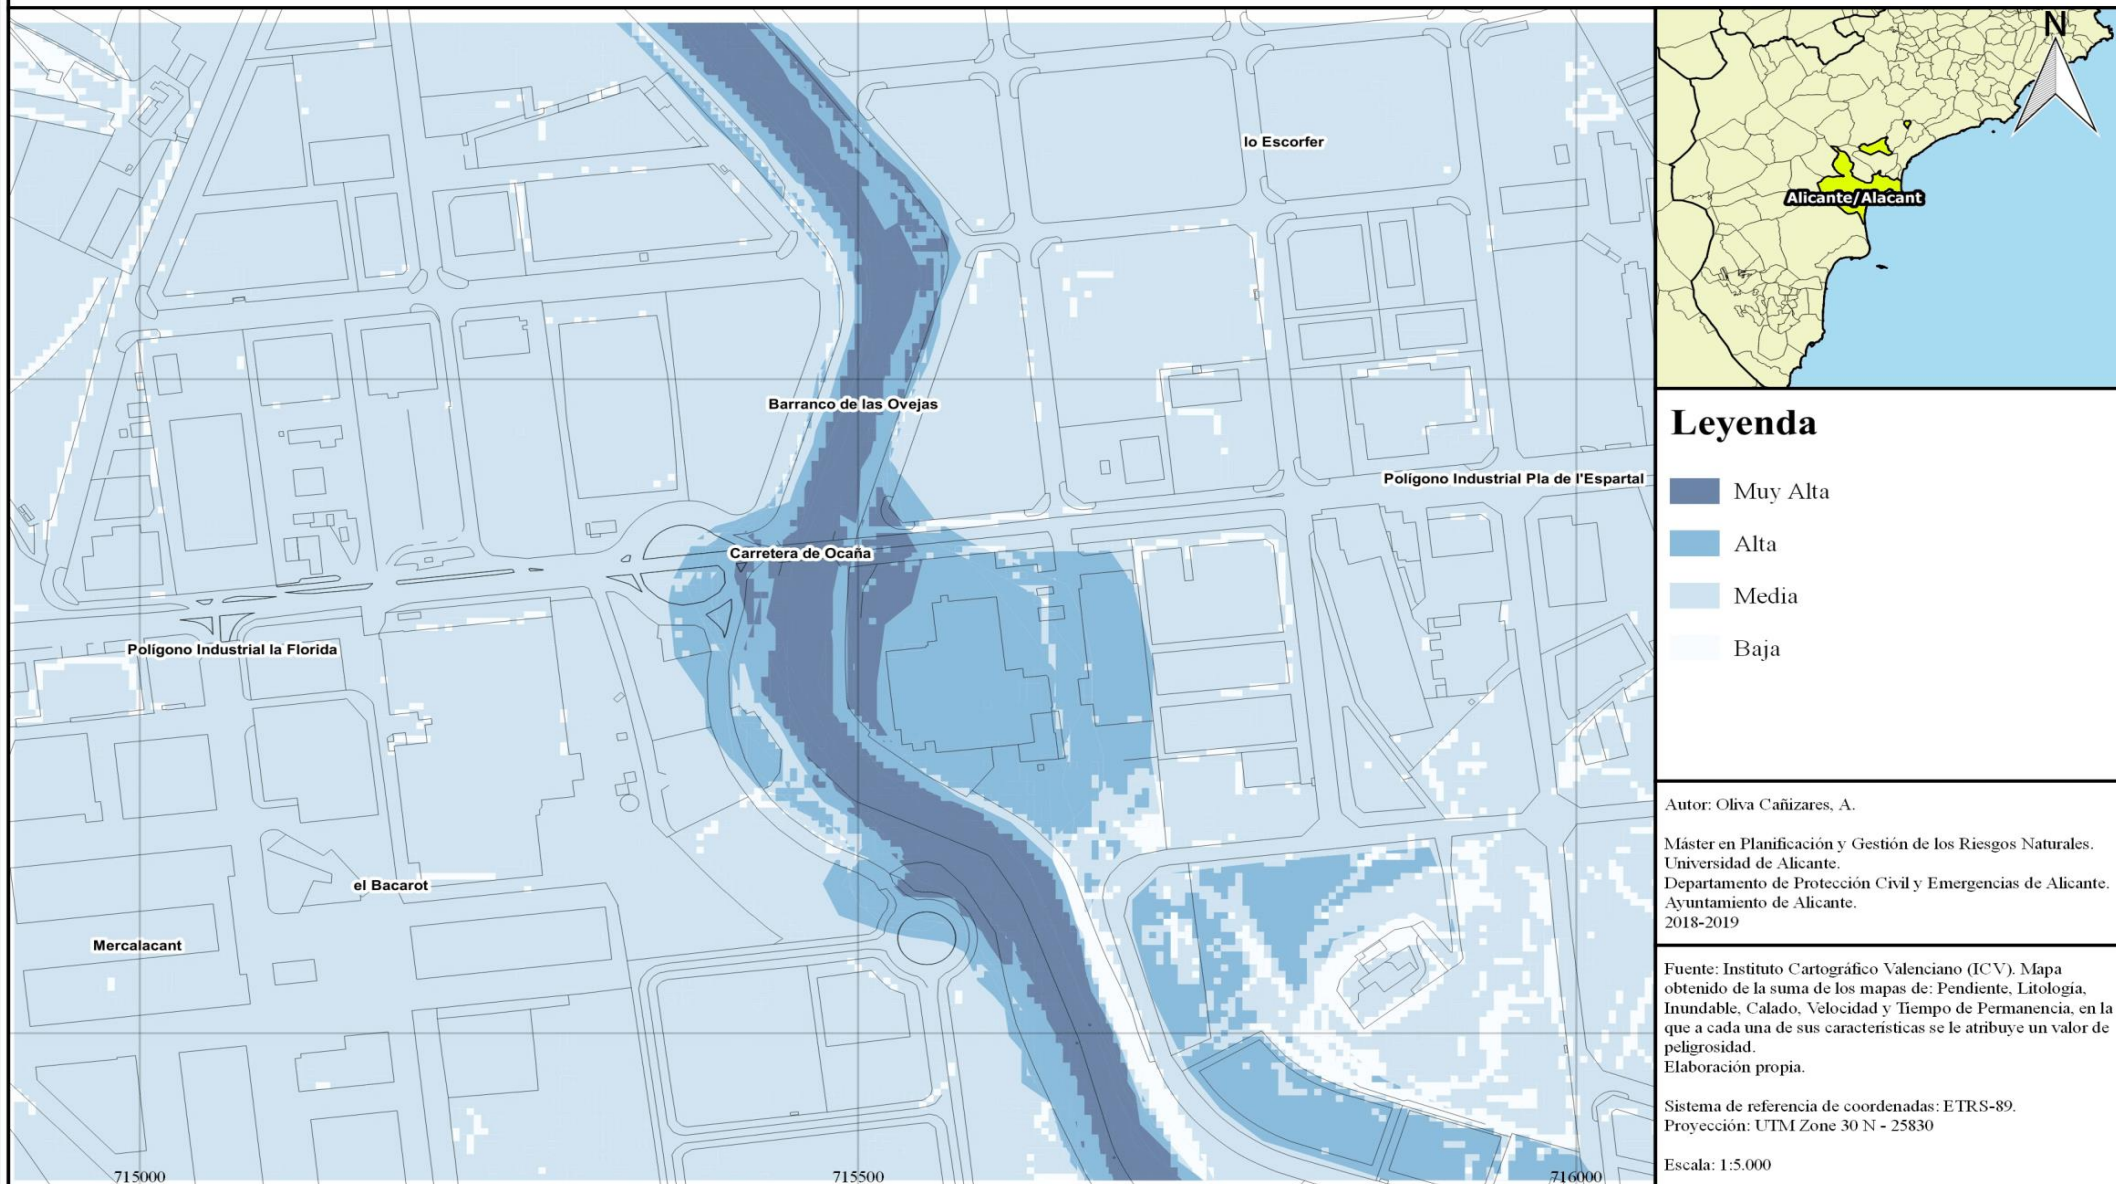 N
Alicante/Alacant
lo Escorfer
Barranco de las Ovejas
Polígono Industrial Pla de l'Espartal
Carretera de Ocaña
Polígono Industrial la Florida
el Bacarot
Mercalacant
715000
715500
716000
Leyenda
Muy Alta
Alta
Media
Baja
Autor: Oliva Cañizares, A.
Máster en Planificación y Gestión de los Riesgos Naturales.
Universidad de Alicante.
Departamento de Protección Civil y Emergencias de Alicante.
Ayuntamiento de Alicante.
2018-2019
Fuente: Instituto Cartográfico Valenciano (ICV). Mapa
obtenido de la suma de los mapas de: Pendiente, Litología,
Inundable, Calado, Velocidad y Tiempo de Permanencia, en la
que a cada una de sus características se le atribuye un valor de
peligrosidad.
Elaboración propia.
Sistema de referencia de coordenadas: ETRS-89.
Proyección: UTM Zone 30 N - 25830
Escala: 1:5.000